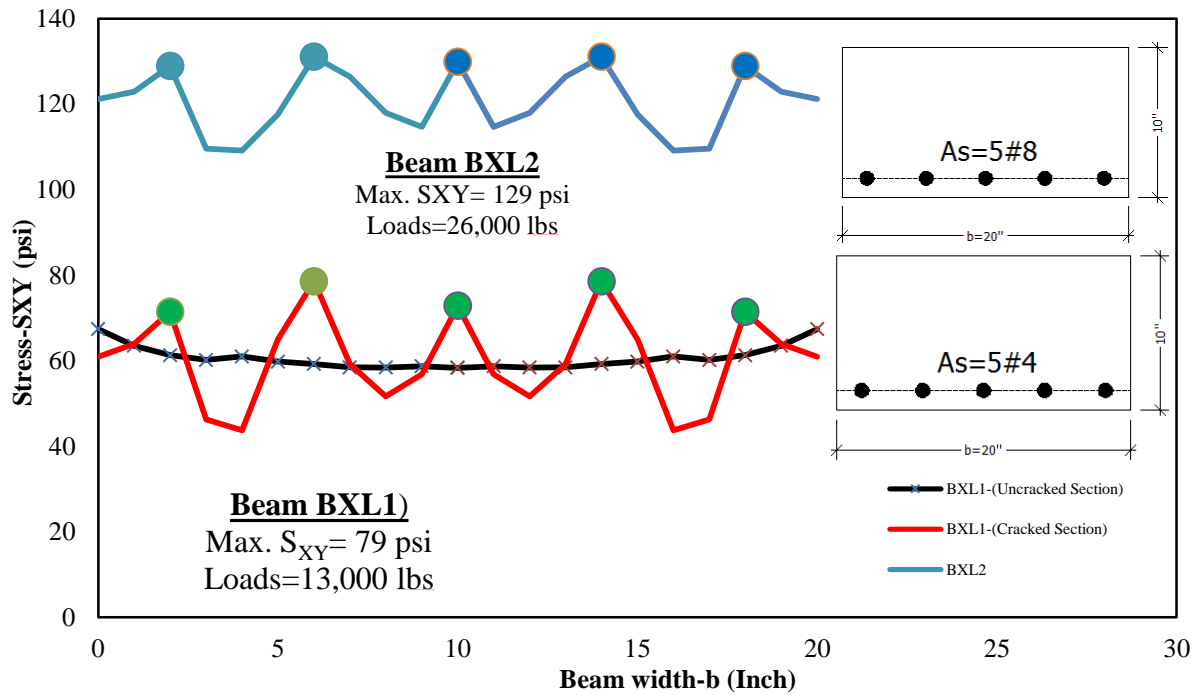 140
120
100
80
60
40
20
0
0
5
10
15
20
25
30
Stress-SXY (psi)
Beam width-b (Inch)
Beam BXL2
Max. SXY= 129 psi
Loads=26,000 lbs
Beam BXL1)
Max. SXY= 79 psi
Loads=13,000 lbs
As=5#8
10"
b=20"
As=5#4
10"
b=20"
BXL1-(Uncracked Section)
BXL1-(Cracked Section)
BXL2